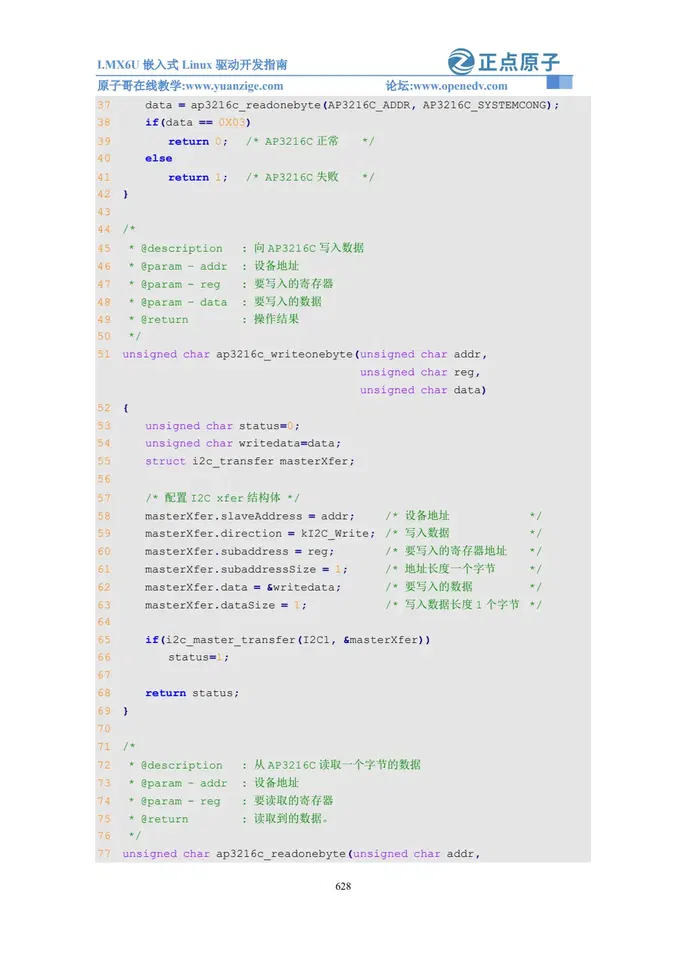 I.MX6U 嵌入式 Linux 驱动开发指南
正点原子
原子哥在线教学:www.yuanzige.com 论坛:www.openedv.com
37 data = ap3216c_readonebyte(AP3216C_ADDR, AP3216C_SYSTEMCONG);
38 if(data == 0X03)
39 return 0; /* AP3216C 正常 */
40 else
41 return 1; /* AP3216C 失败 */
42 }
43
44 /*
45 * @description : 向 AP3216C 写入数据
46 * @param – addr : 设备地址
47 * @param - reg : 要写入的寄存器
48 * @param – data : 要写入的数据
49 * @return : 操作结果
50 */
51 unsigned char ap3216c_writeonebyte(unsigned char addr,
unsigned char reg,
unsigned char data)
52 {
53 unsigned char status=0;
54 unsigned char writedata=data;
55 struct i2c_transfer masterXfer;
56
57 /* 配置 I2C xfer 结构体 */
58 masterXfer.slaveAddress = addr; /* 设备地址 */
59 masterXfer.direction = kI2C_Write; /* 写入数据 */
60 masterXfer.subaddress = reg; /* 要写入的寄存器地址 */
61 masterXfer.subaddressSize = 1; /* 地址长度一个字节 */
62 masterXfer.data = &writedata; /* 要写入的数据 */
63 masterXfer.dataSize = 1; /* 写入数据长度 1 个字节 */
64
65 if(i2c_master_transfer(I2C1, &masterXfer))
66 status=1;
67
68 return status;
69 }
70
71 /*
72 * @description : 从 AP3216C 读取一个字节的数据
73 * @param – addr : 设备地址
74 * @param - reg : 要读取的寄存器
75 * @return : 读取到的数据。
76 */
77 unsigned char ap3216c_readonebyte(unsigned char addr,
628